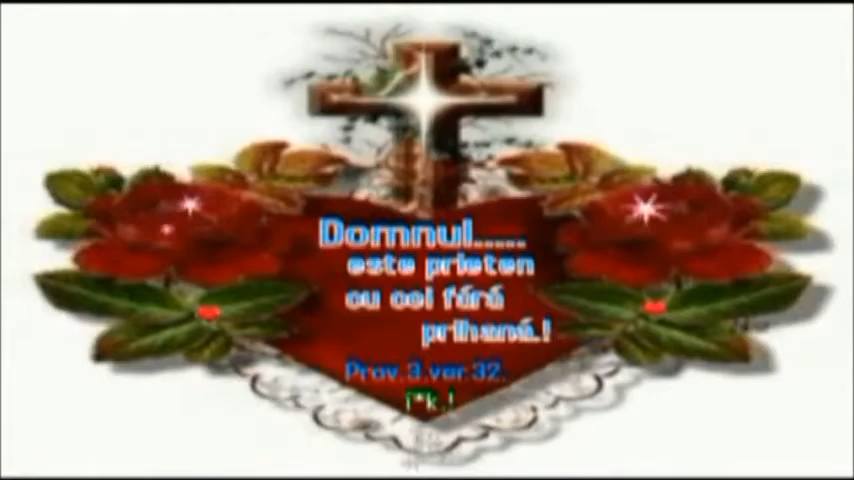 Domnul.....
este prieten
cu cei fără
prihană.!
Prov.3.ver.32.
i*k.!